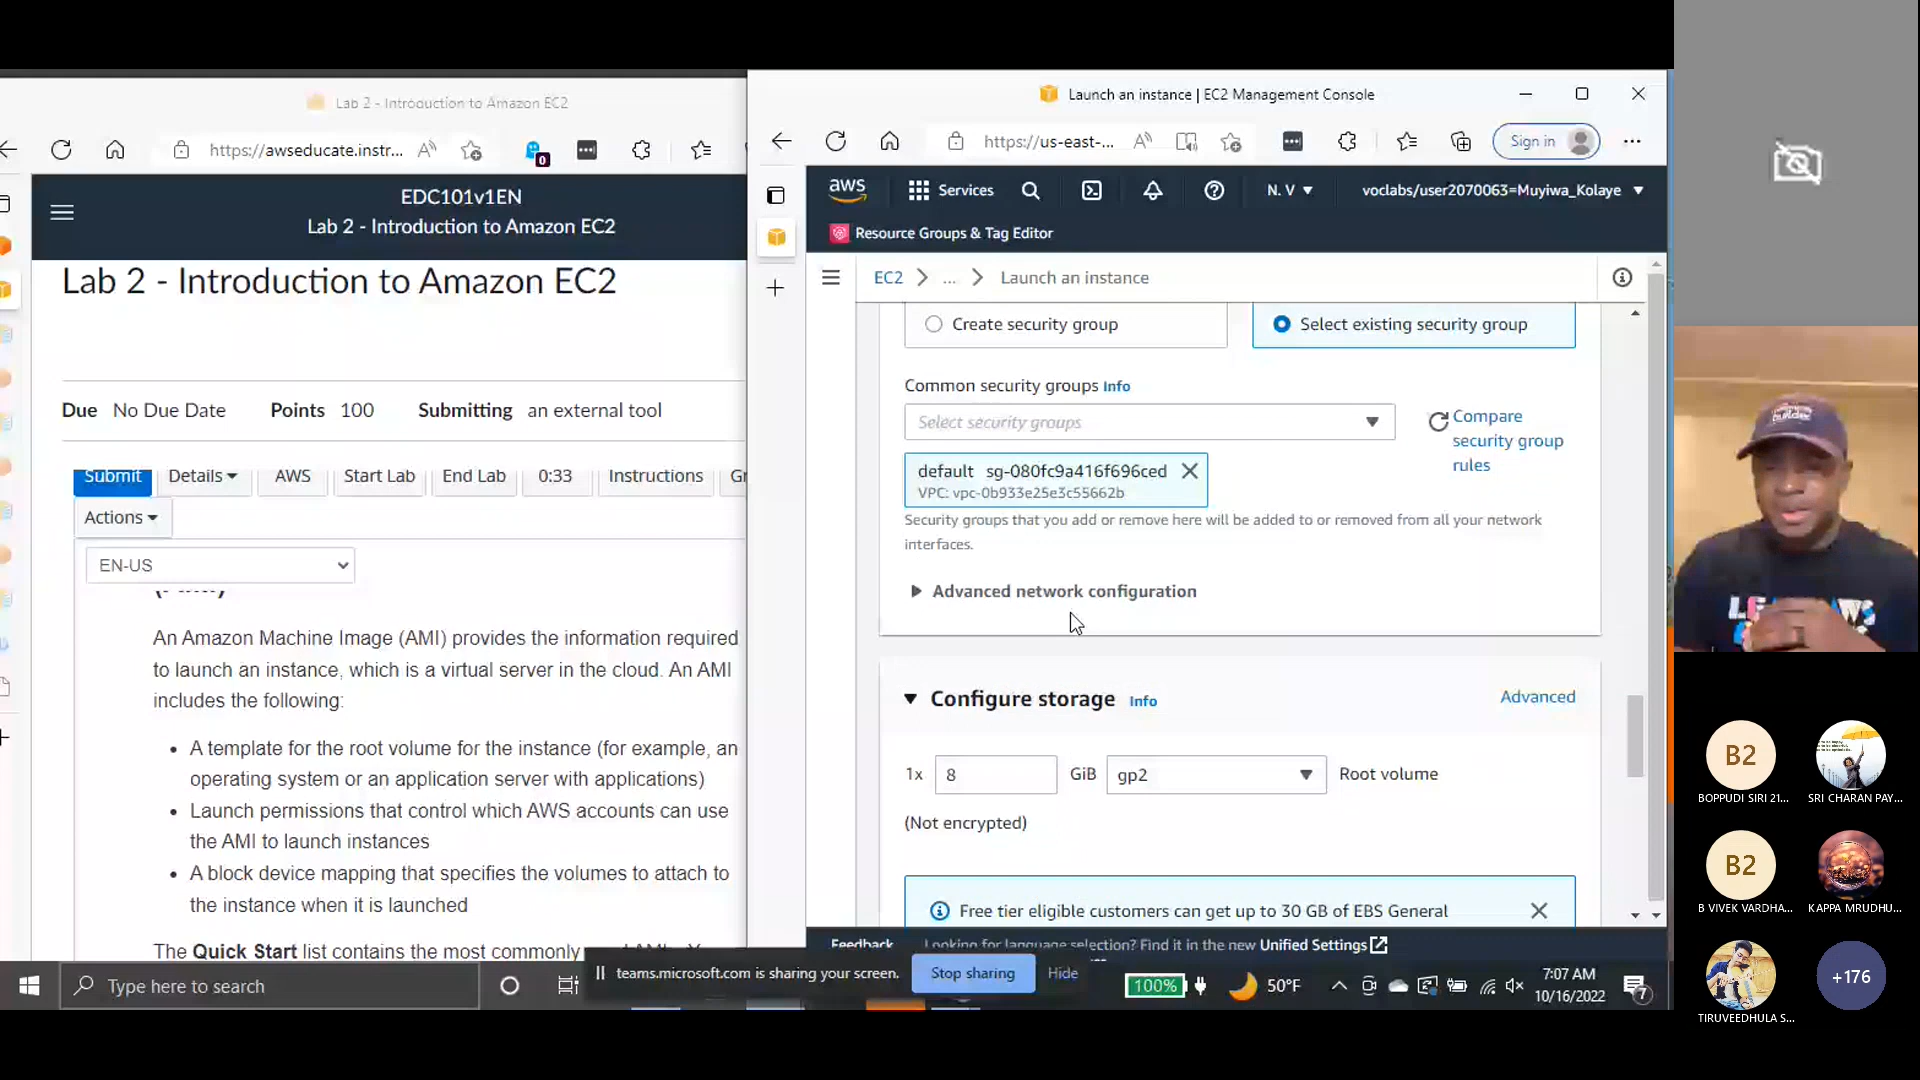 Lab 2 - Introduction to Amazon EC2
https://awseducate.instr...
0
EDC101v1EN
Lab 2 - Introduction to Amazon EC2
Lab 2 - Introduction to Amazon EC2
Due No Due Date Points 100 Submitting an external tool
Submit Details AWS Start Lab End Lab 0:33 Instructions
Actions
EN-US
An Amazon Machine Image (AMI) provides the information required
to launch an instance, which is a virtual server in the cloud. An AMI
includes the following:
• A template for the root volume for the instance (for example, an
operating system or an application server with applications)
• Launch permissions that control which AWS accounts can use
the AMI to launch instances
• A block device mapping that specifies the volumes to attach to
the instance when it is launched
The Quick Start list contains the most commonly
Launch an instance | EC2 Management Console
https://us-east-...
Sign in
aws Services N. V voclabs/user2070063=Muyiwa_Kolaye
Resource Groups & Tag Editor
EC2 > ... > Launch an instance
Create security group Select existing security group
Common security groups Info
Select security groups
Compare
security group
rules
default sg-080fc9a416f696ced
VPC: vpc-0b933e25e3c55662b
Security groups that you add or remove here will be added to or removed from all your network
interfaces.
Advanced network configuration
Configure storage Info Advanced
1x 8 GiB gp2 Root volume
(Not encrypted)
Free tier eligible customers can get up to 30 GB of EBS General
Feedback Looking for language selection? Find it in the new Unified Settings
teams.microsoft.com is sharing your screen. Stop sharing Hide
Type here to search
100% 50°F 7:07 AM
10/16/2022
7
B2
BOPPUDI SIRI 21... SRI CHARAN PAY...
B2
B VIVEK VARDHA... KAPPA MRUDHU...
+176
TIRUVEEDHULA S...